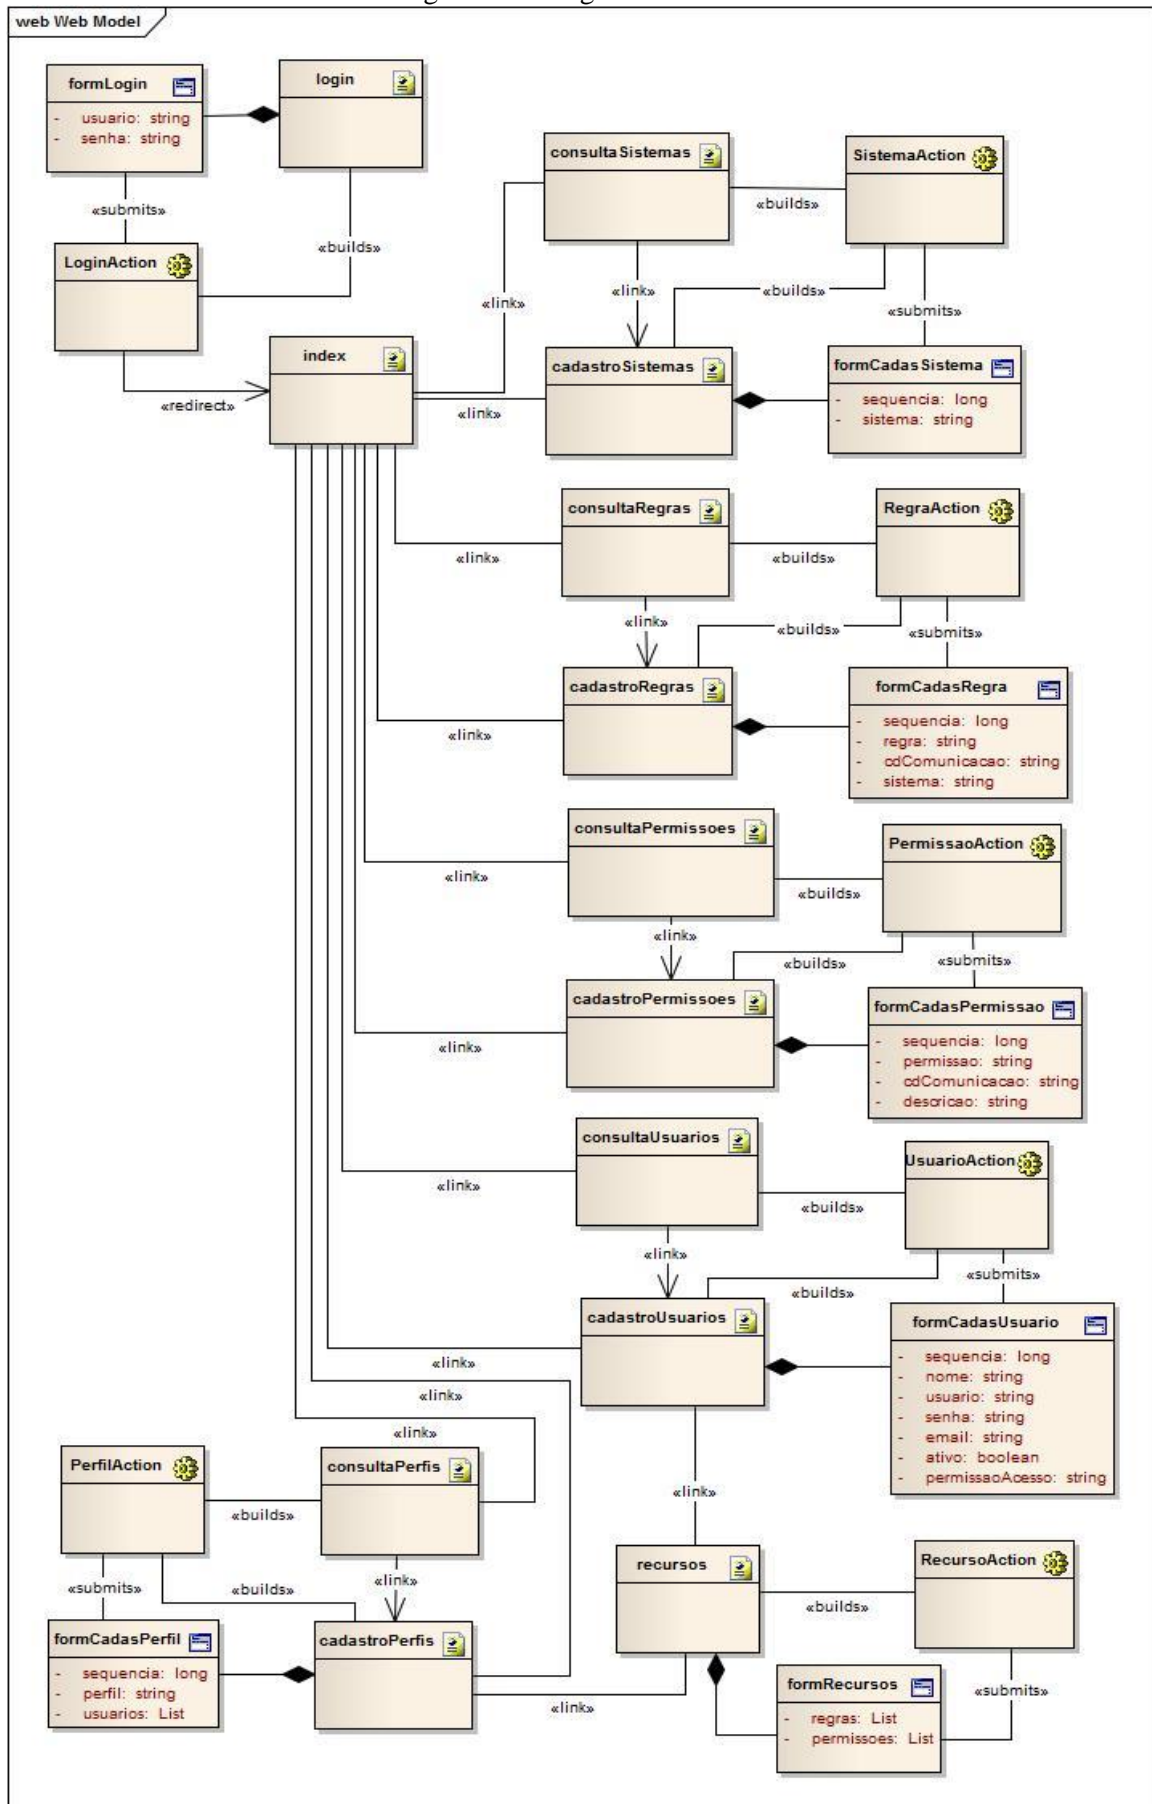 web Web Model
formLogin
- usuario: string
- senha: string
login
«submits»
«builds»
LoginAction
«redirect»
index
consultaSistemas
SistemaAction
«builds»
«link»
«link»
«builds»
«submits»
cadastroSistemas
«link»
formCadasSistema
- sequencia: long
- sistema: string
consultaRegras
RegraAction
«link»
«builds»
«link»
«builds»
«submits»
cadastroRegras
«link»
formCadasRegra
- sequencia: long
- regra: string
- cdComunicacao: string
- sistema: string
consultaPermissoes
PermissaoAction
«link»
«builds»
«link»
«builds»
«submits»
cadastroPermissoes
«link»
formCadasPermissao
- sequencia: long
- permissao: string
- cdComunicacao: string
- descricao: string
consultaUsuarios
UsuarioAction
«link»
«builds»
«link»
«builds»
«submits»
cadastroUsuarios
«link»
formCadasUsuario
- sequencia: long
- nome: string
- usuario: string
- senha: string
- email: string
- ativo: boolean
- permissaoAcesso: string
«link»
«link»
PerfilAction
consultaPerfis
«builds»
«link»
«submits»
«builds»
«link»
formCadasPerfil
- sequencia: long
- perfil: string
- usuarios: List
cadastroPerfis
«link»
recursos
RecursoAction
«builds»
«submits»
formRecursos
- regras: List
- permissoes: List